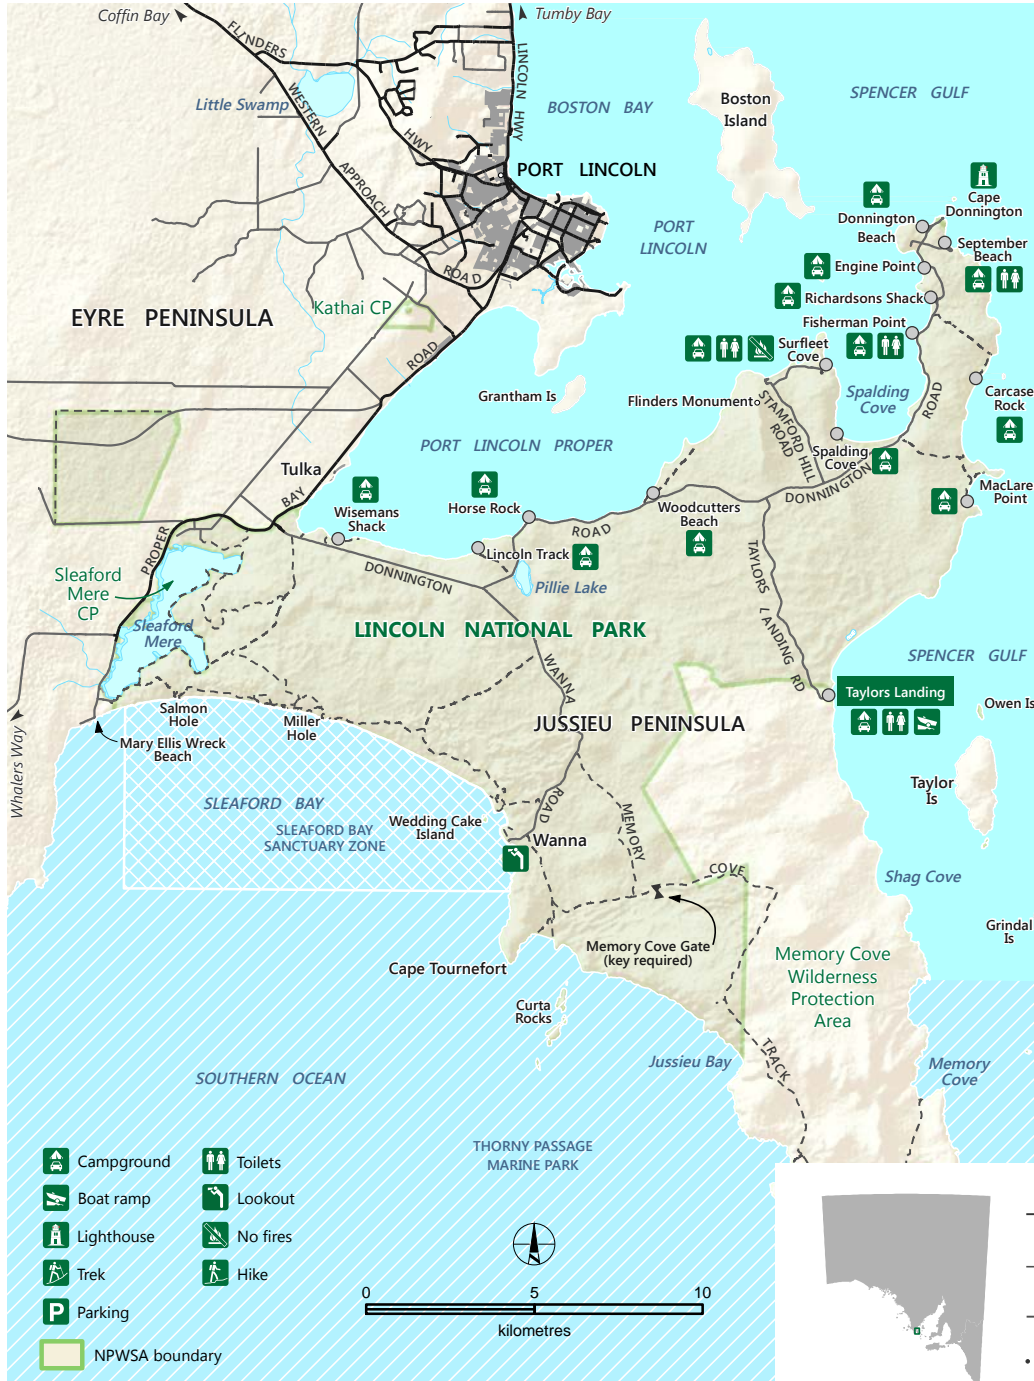 Coffin Bay
Tumby Bay
FLINDERS
HWY
LINCOLN HWY
WESTERN
APPROACH
ROAD
Little Swamp
BOSTON BAY
Boston
Island
SPENCER GULF
PORT LINCOLN
PORT
LINCOLN
Cape
Donnington
Donnington
Beach
September
Beach
Engine Point
Richardsons Shack
Fisherman Point
Kathai CP
EYRE PENINSULA
ROAD
Surfleet
Cove
Grantham Is
Flinders Monument
STAMFORD HILL
ROAD
Spalding
Cove
ROAD
Carcase
Rock
PORT LINCOLN PROPER
Spalding
Cove
Tulka
BAY
Wisemans
Shack
Horse Rock
Woodcutters
Beach
DONNINGTON
MacLare
Point
PROPER
Lincoln Track
ROAD
DONNINGTON
Pillie Lake
TAYLORS LANDING RD
Sleaford
Mere
CP
Sleaford
Mere
LINCOLN NATIONAL PARK
SPENCER GULF
WANNA
ROAD
Taylors Landing
Owen Is
Salmon
Hole
Miller
Hole
JUSSIEU PENINSULA
Mary Ellis Wreck
Beach
Whalers Way
Taylor
Is
SLEAFORD BAY
SLEAFORD BAY
SANCTUARY ZONE
Wedding Cake
Island
Wanna
MEMORY
COVE
TRACK
Shag Cove
Grindal
Is
Memory Cove Gate
(key required)
Memory Cove
Wilderness
Protection
Area
Cape Tournefort
Curta
Rocks
Jussieu Bay
Memory
Cove
SOUTHERN OCEAN
THORNY PASSAGE
MARINE PARK
Campground
Toilets
Boat ramp
Lookout
Lighthouse
No fires
Trek
Hike
P Parking
NPWSA boundary
0 5 10
kilometres